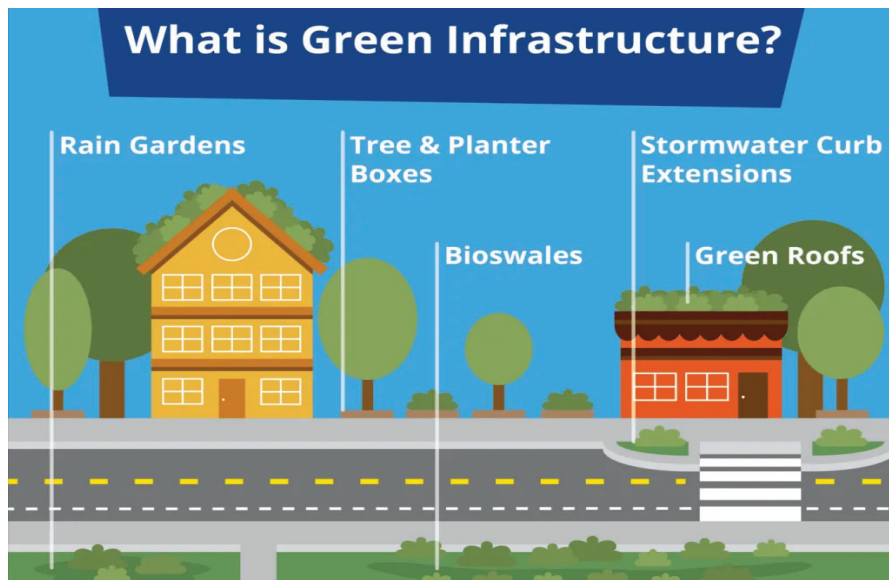 What is Green Infrastructure?
Rain Gardens
Tree & Planter
Boxes
Stormwater Curb
Extensions
Bioswales
Green Roofs